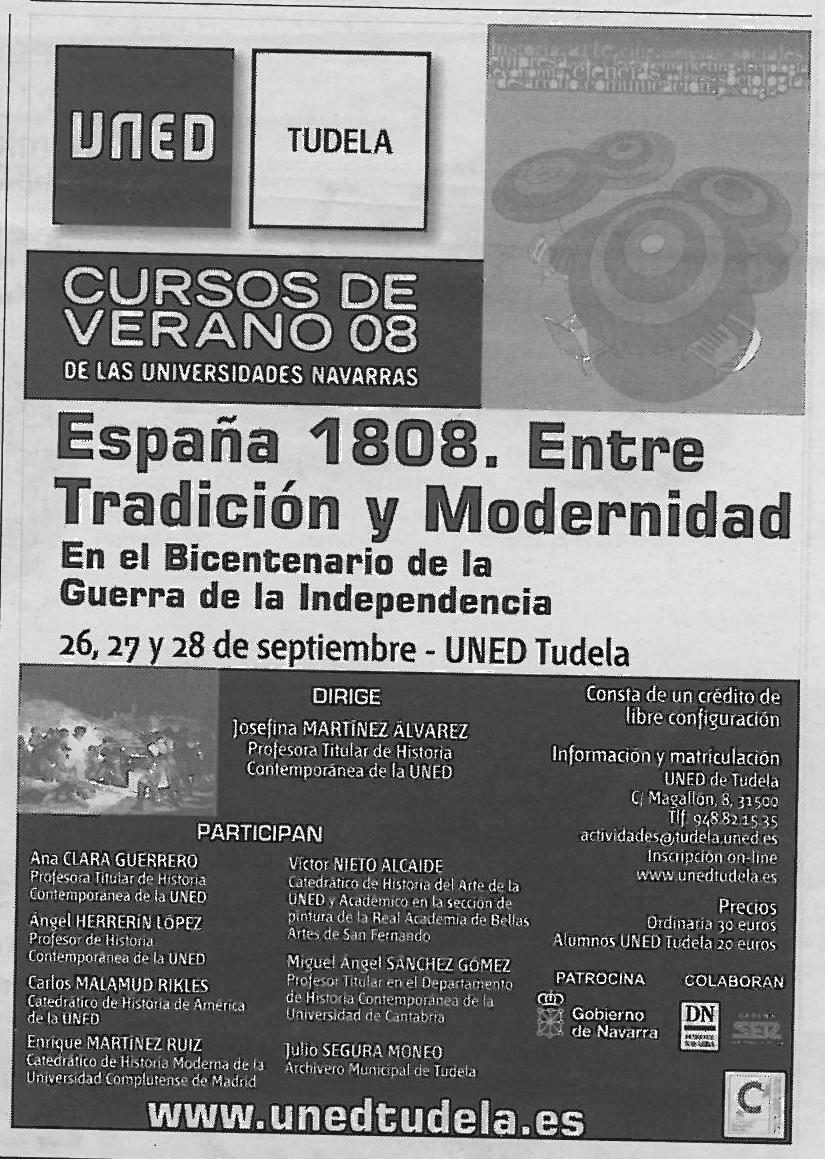 UNED
TUDELA
CURSOS DE
VERANO 08
DE LAS UNIVERSIDADES NAVARRAS
España 1808. Entre
Tradición y Modernidad
En el Bicentenario de la
Guerra de la Independencia
26, 27 y 28 de septiembre - UNED Tudela
DIRIGE
Josefina MARTÍNEZ ÁLVAREZ
Profesora Titular de Historia
Contemporánea de la UNED
Consta de un crédito de
libre configuración
Información y matriculación
UNED de Tudela
C/ Magallón, 8, 31500
Tlf. 948 82 15 35
actividades@tudela.uned.es
Inscripción on-line
www.unedtudela.es
Precios
Ordinaria 30 euros
Alumnos UNED Tudela 20 euros
PARTICIPAN
Ana CLARA GUERRERO
Profesora Titular de Historia
Contemporánea de la UNED
Ángel HERRERÍN LÓPEZ
Profesor de Historia
Contemporánea de la UNED
Carlos MALAMUD RIKLES
Catedrático de Historia de América
de la UNED
Enrique MARTÍNEZ RUIZ
Catedrático de Historia Moderna de la
Universidad Complutense de Madrid
Víctor NIETO ALCAIDE
Catedrático de Historia del Arte de la
UNED y Académico en la sección de
pintura de la Real Academia de Bellas
Artes de San Fernando
Miguel Ángel SÁNCHEZ GÓMEZ
Profesor Titular en el Departamento
de Historia Contemporánea de la
Universidad de Cantabria
Julio SEGURA MONEO
Archivero Municipal de Tudela
PATROCINA
Gobierno
de Navarra
COLABORAN
DN
DIARIO DE
NAVARRA
CADENA
SER
C
www.unedtudela.es